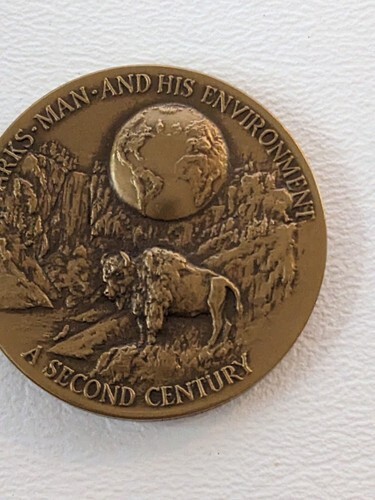 ARKS · MAN · AND HIS ENVIRONMENT
A SECOND CENTURY